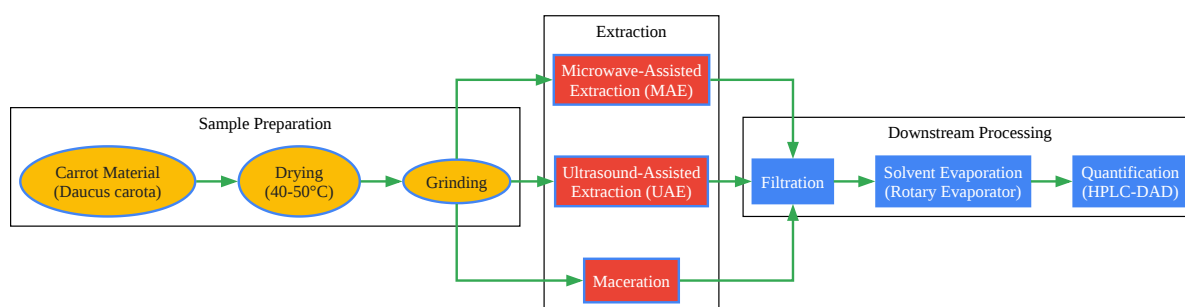 Sample Preparation
Carrot Material
(Daucus carota)
Drying
(40-50°C)
Grinding
Extraction
Microwave-Assisted
Extraction (MAE)
Ultrasound-Assisted
Extraction (UAE)
Maceration
Downstream Processing
Filtration
Solvent Evaporation
(Rotary Evaporator)
Quantification
(HPLC-DAD)